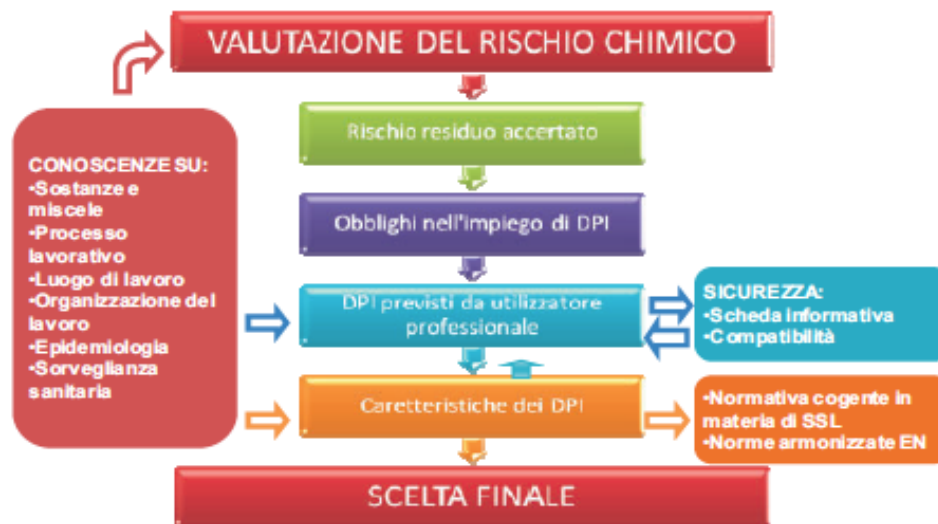 VALUTAZIONE DEL RISCHIO CHIMICO
Rischio residuo accertato
CONOSCENZE SU:
•Sostanze e
miscele
•Processo
lavorativo
•Luogo di lavoro
•Organizzazione del
lavoro
•Epidemiologia
•Sorveglianza
sanitaria
Obblighi nell'impiego di DPI
DPI previsti da utilizzatore
professionale
SICUREZZA:
•Scheda informativa
•Compatibilità
Caretteristiche dei DPI
•Normativa cogente in
materia di SSL
•Norme armonizzate EN
SCELTA FINALE